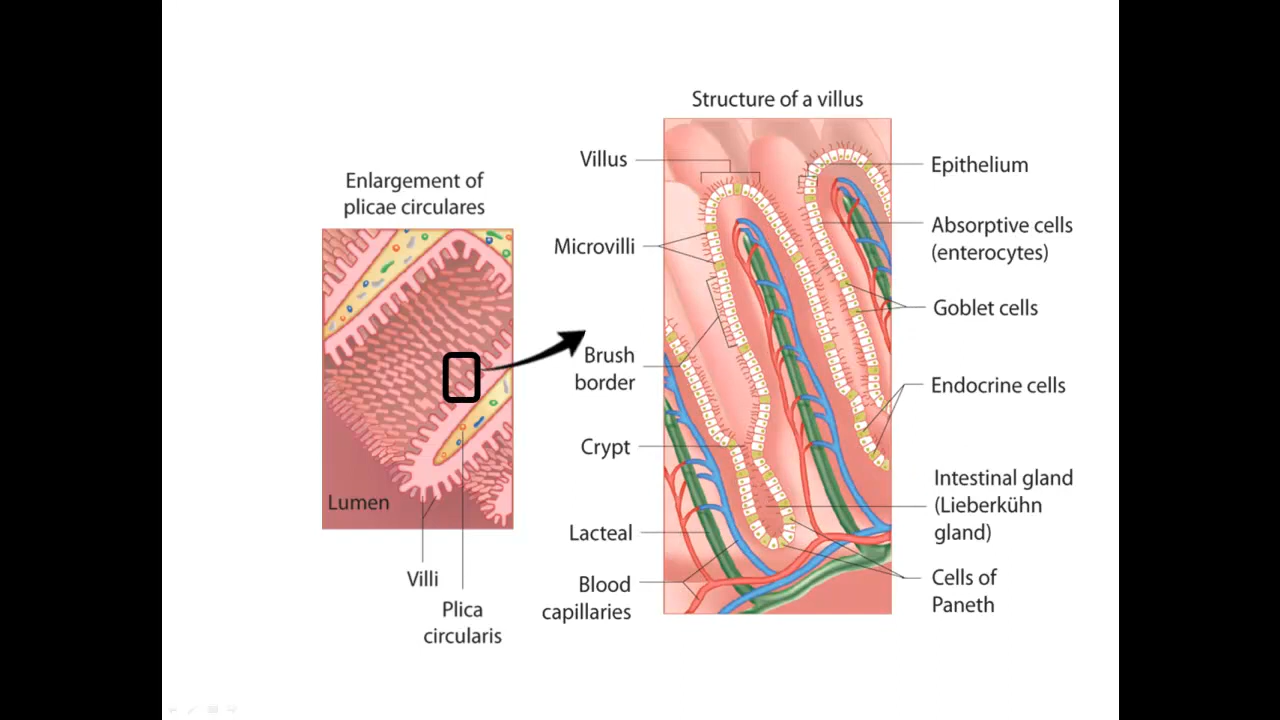 Enlargement of
plicae circulares
Lumen
Villi
Plica
circularis
Structure of a villus
Villus
Microvilli
Brush
border
Crypt
Lacteal
Blood
capillaries
Epithelium
Absorptive cells
(enterocytes)
Goblet cells
Endocrine cells
Intestinal gland
(Lieberkühn
gland)
Cells of
Paneth